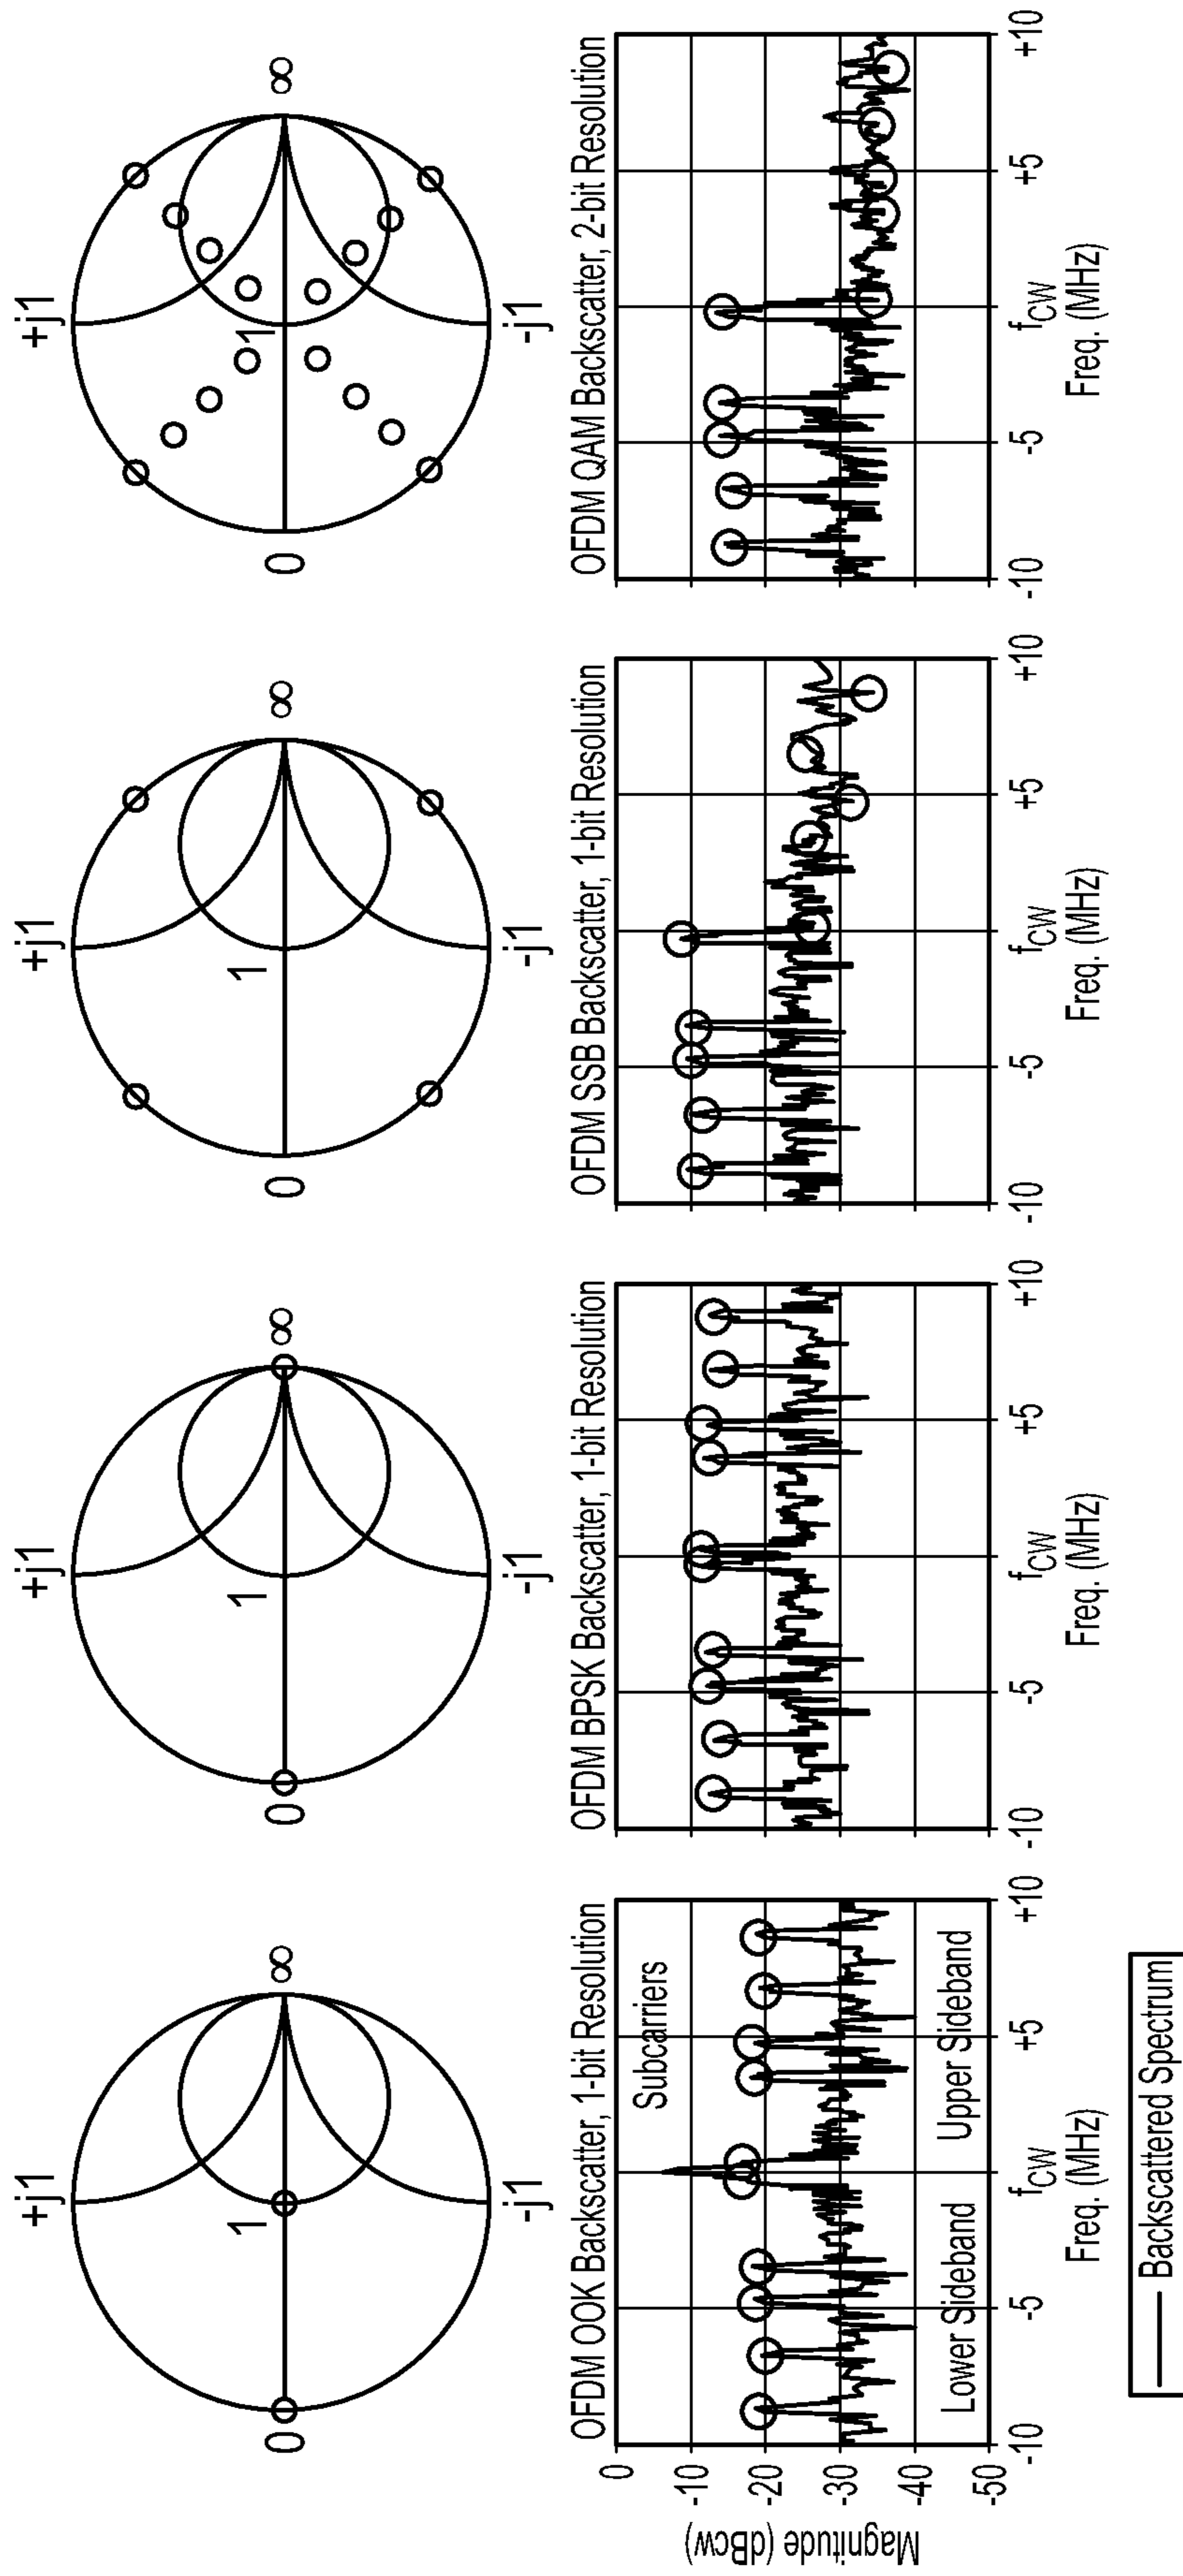 +j1
0
1
∞
-j1
+j1
0
1
∞
-j1
+j1
0
1
∞
-j1
+j1
0
1
∞
-j1
OFDM OOK Backscatter, 1-bit Resolution
OFDM BPSK Backscatter, 1-bit Resolution
OFDM SSB Backscatter, 1-bit Resolution
OFDM QAM Backscatter, 2-bit Resolution
Magnitude (dBcw)
0
-10
-20
-30
-40
-50
Subcarriers
Lower Sideband
Upper Sideband
-10
-5
fCW
+5
+10
Freq. (MHz)
-10
-5
fCW
+5
+10
Freq. (MHz)
-10
-5
fCW
+5
+10
Freq. (MHz)
-10
-5
fCW
+5
+10
Freq. (MHz)
Backscattered Spectrum